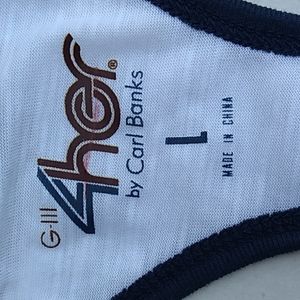 G-III
4her®
by Carl Banks
L
MADE IN CHINA